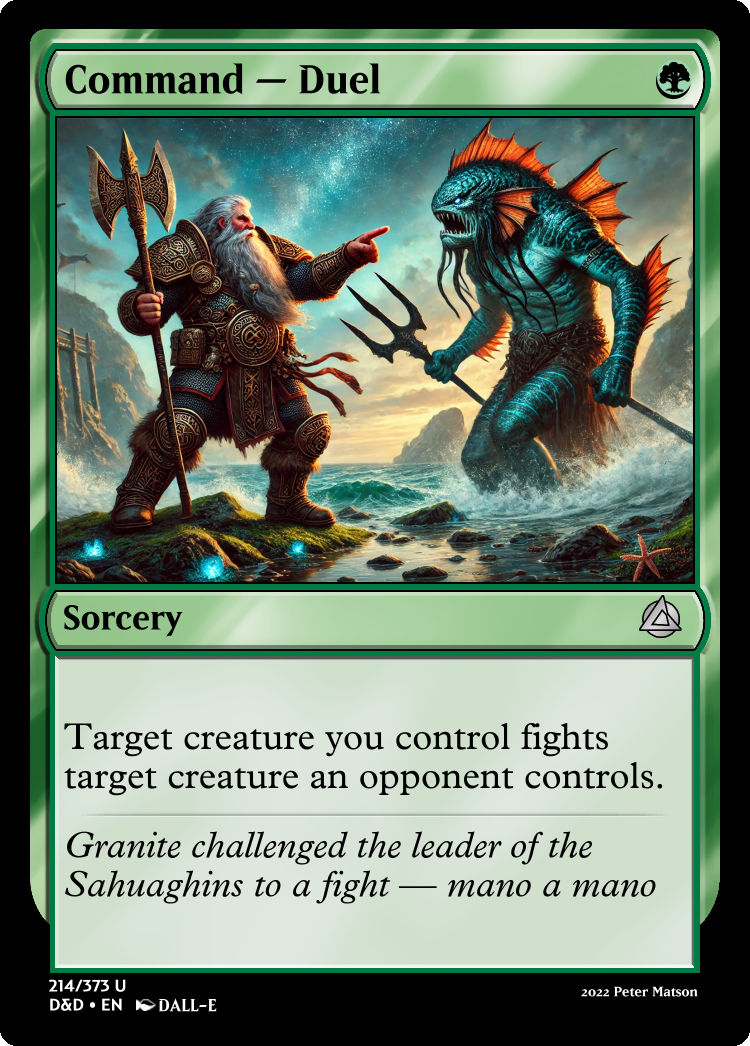 Command — Duel
Sorcery
Target creature you control fights
target creature an opponent controls.
Granite challenged the leader of the
Sahuaghins to a fight — mano a mano
214/373 U
D&D • EN DALL-E
2022 Peter Matson